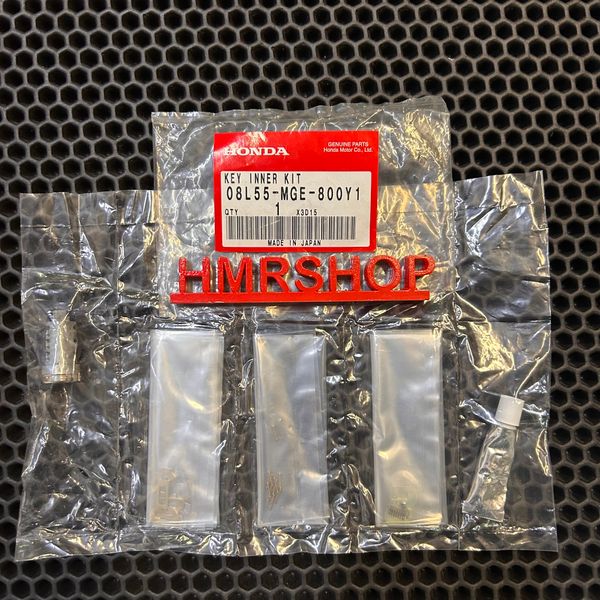 HONDA
GENUINE PARTS
Honda Motor Co., Ltd.
KEY INNER KIT
08L55-MGE-800Y1
QTY 1 X3D15
MADE IN JAPAN
HMRSHOP